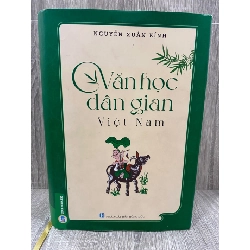 NGUYỄN XUÂN KÍNH
Văn học
dân gian
Việt Nam